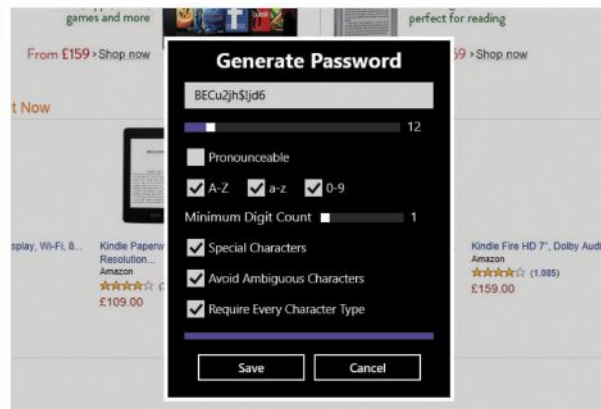 games and more
perfect for reading
From £159 › Shop now
› Shop now
t Now
Generate Password
BECu2jh$!jd6
12
Pronounceable
A-Z a-z 0-9
Minimum Digit Count 1
Special Characters
Avoid Ambiguous Characters
Require Every Character Type
Save Cancel
splay, Wi-Fi, 8...
Kindle Paperw
Resolution...
Amazon
£109.00
Kindle Fire HD 7", Dolby Audi
Amazon
(1,085)
£159.00